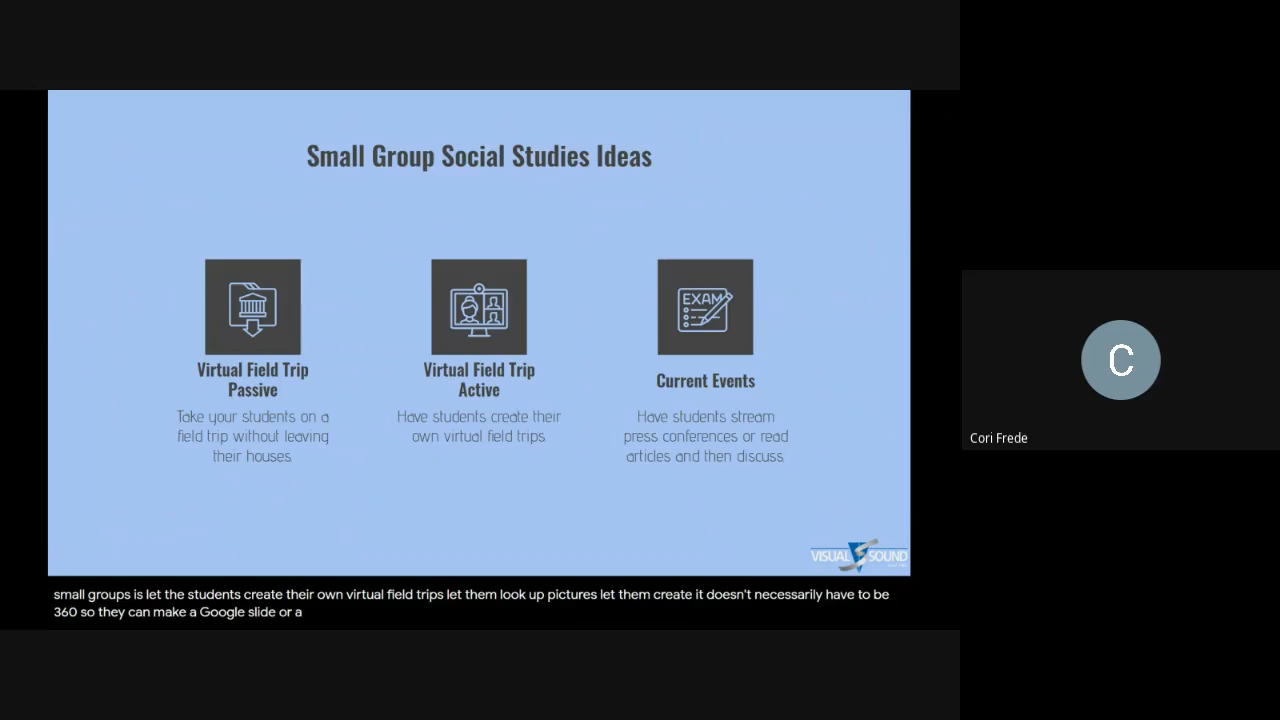 Small Group Social Studies Ideas
EXAM
Virtual Field Trip
Passive
Take your students on a
field trip without leaving
their houses.
Virtual Field Trip
Active
Have students create their
own virtual field trips.
Current Events
Have students stream
press conferences or read
articles and then discuss.
VISUAL SOUND
small groups is let the students create their own virtual field trips let them look up pictures let them create it doesn't necessarily have to be
360 so they can make a Google slide or a
C
Cori Frede